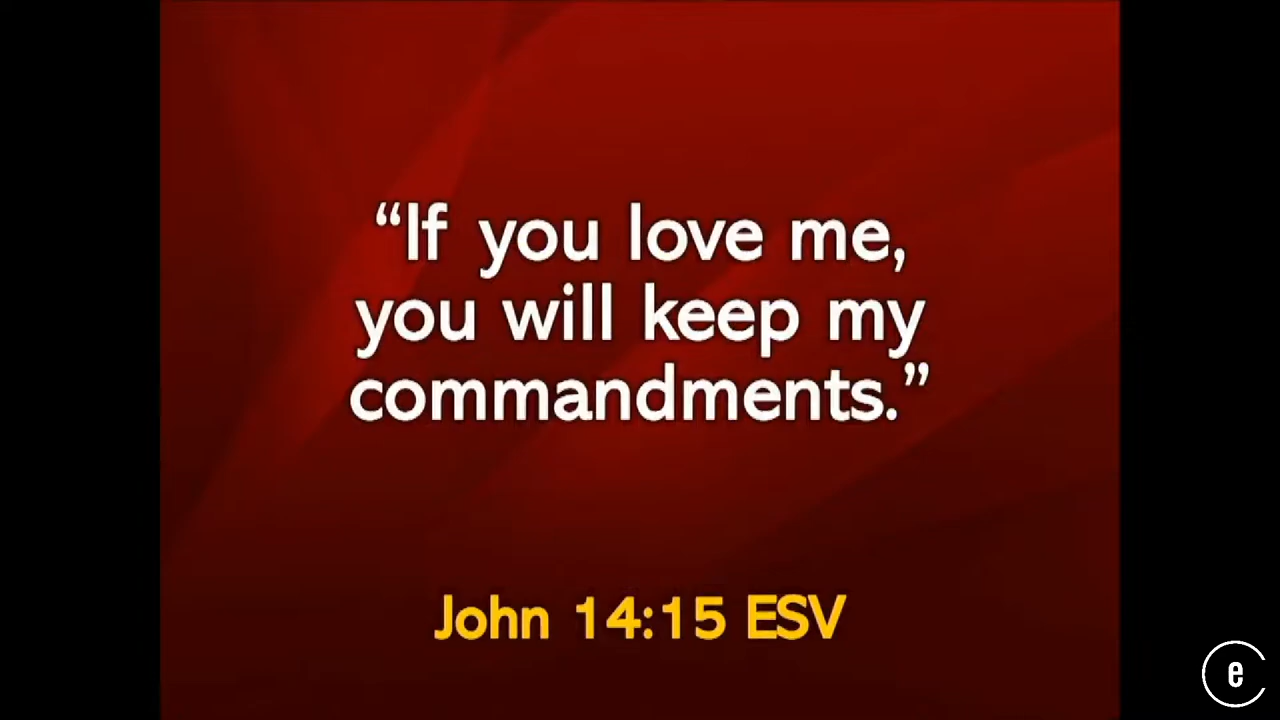 “If you love me,
you will keep my
commandments.”
John 14:15 ESV
e